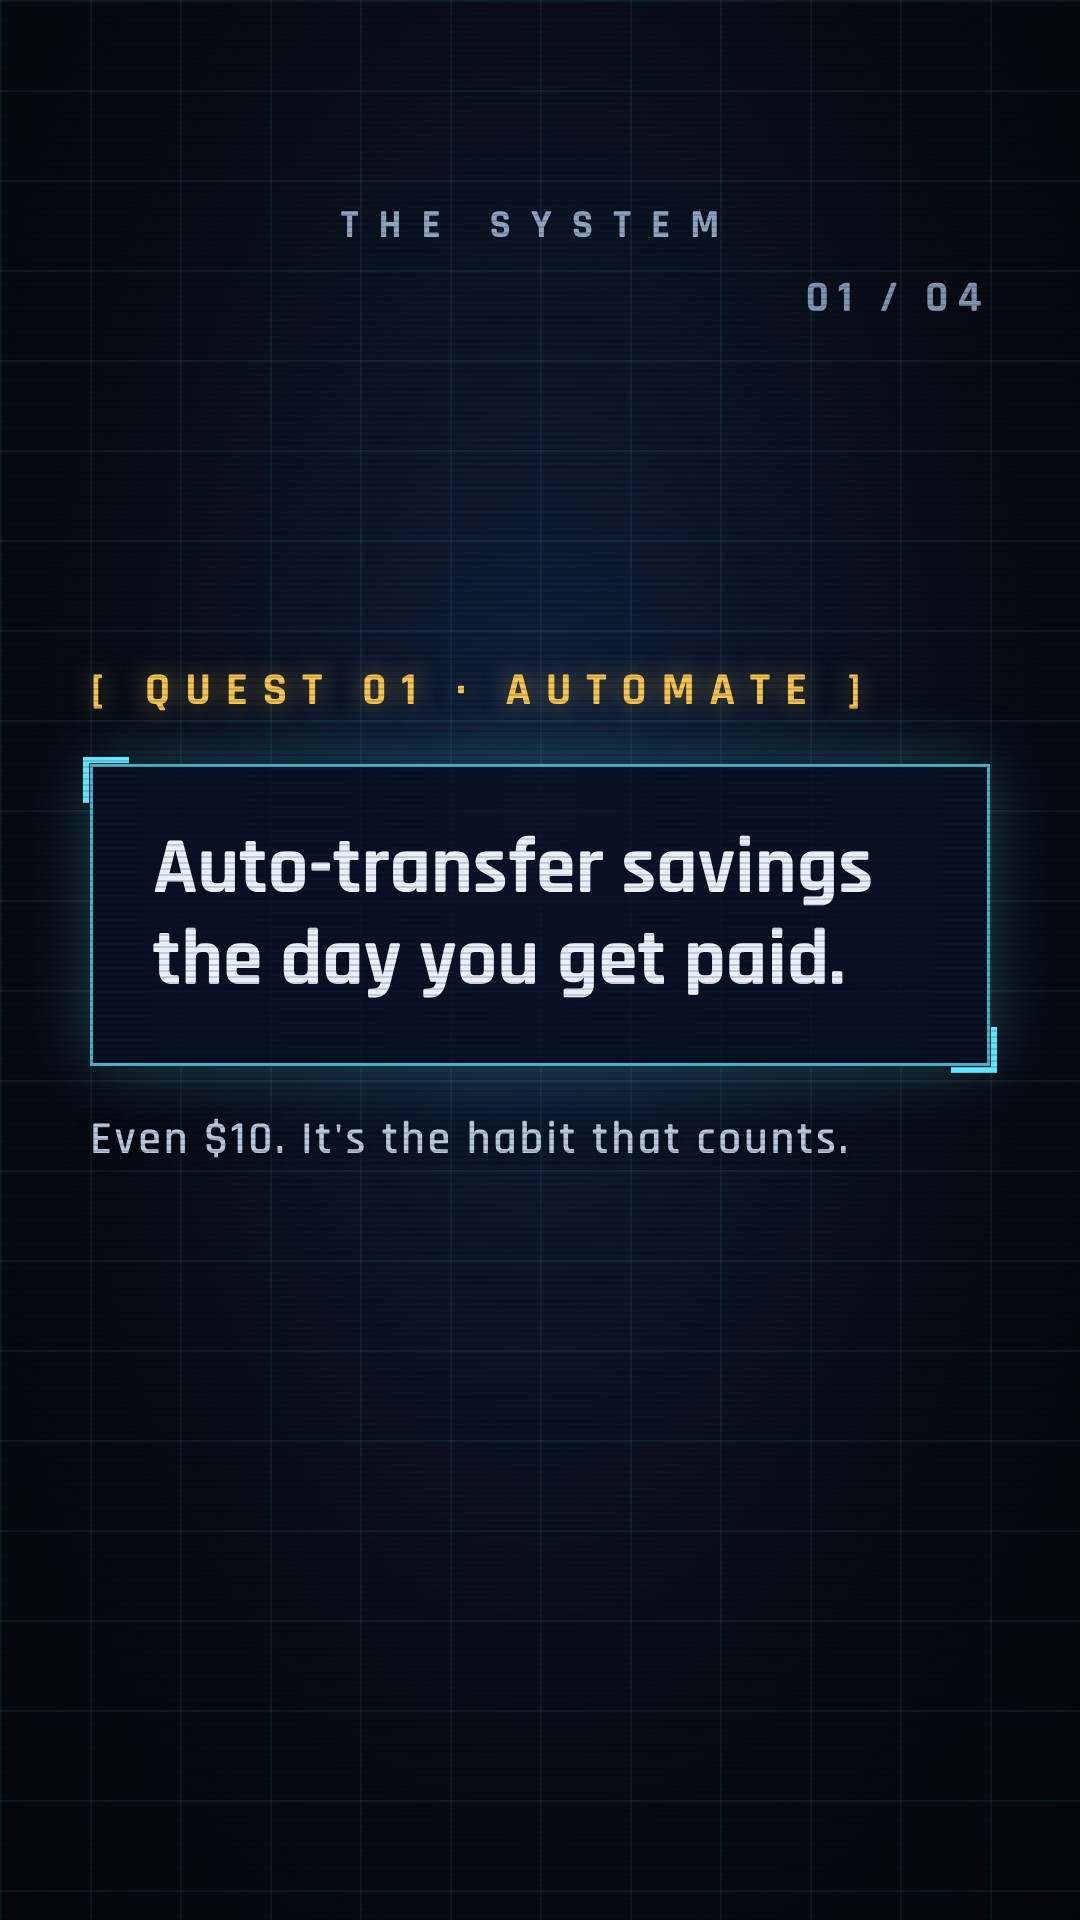 THE SYSTEM
01 / 04
[ QUEST 01 · AUTOMATE ]
Auto-transfer savings
the day you get paid.
Even $10. It's the habit that counts.